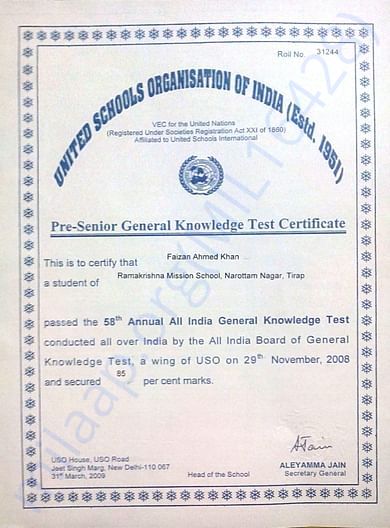 Roll No. 31244
UNITED SCHOOLS ORGANISATION OF INDIA (Estd. 1951)
VEC for the United Nations
(Registered Under Societies Registration Act XXI of 1860)
Affiliated to United Schools International
Pre-Senior General Knowledge Test Certificate
This is to certify that Faizan Ahmed Khan
a student of Ramakrishna Mission School, Narottam Nagar, Tirap
passed the 58th Annual All India General Knowledge Test
conducted all over India by the All India Board of General
Knowledge Test, a wing of USO on 29th November, 2008
and secured 85 per cent marks.
USO House, USO Road
Jeet Singh Marg, New Delhi-110 067
31st March, 2009
Head of the School
A Jain
ALEYAMMA JAIN
Secretary General